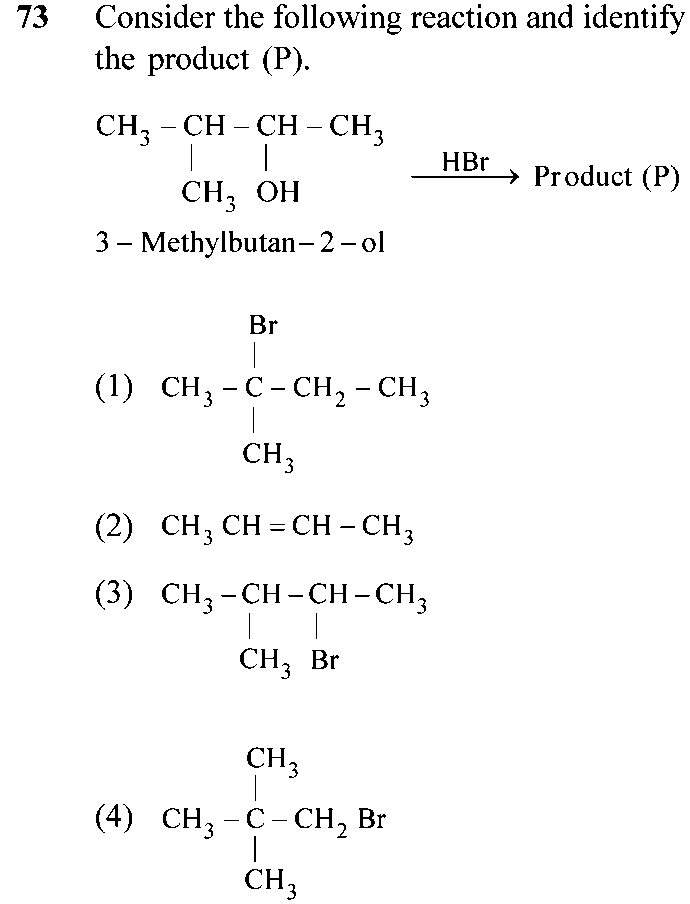 73 Consider the following reaction and identify
the product (P).
CH3 – CH – CH – CH3
| |
CH3 OH
HBr
Product (P)
3 – Methylbutan – 2 – ol
Br
|
(1) CH3 – C – CH2 – CH3
|
CH3
(2) CH3 CH = CH – CH3
(3) CH3 – CH – CH – CH3
| |
CH3 Br
CH3
|
(4) CH3 – C – CH2 Br
|
CH3